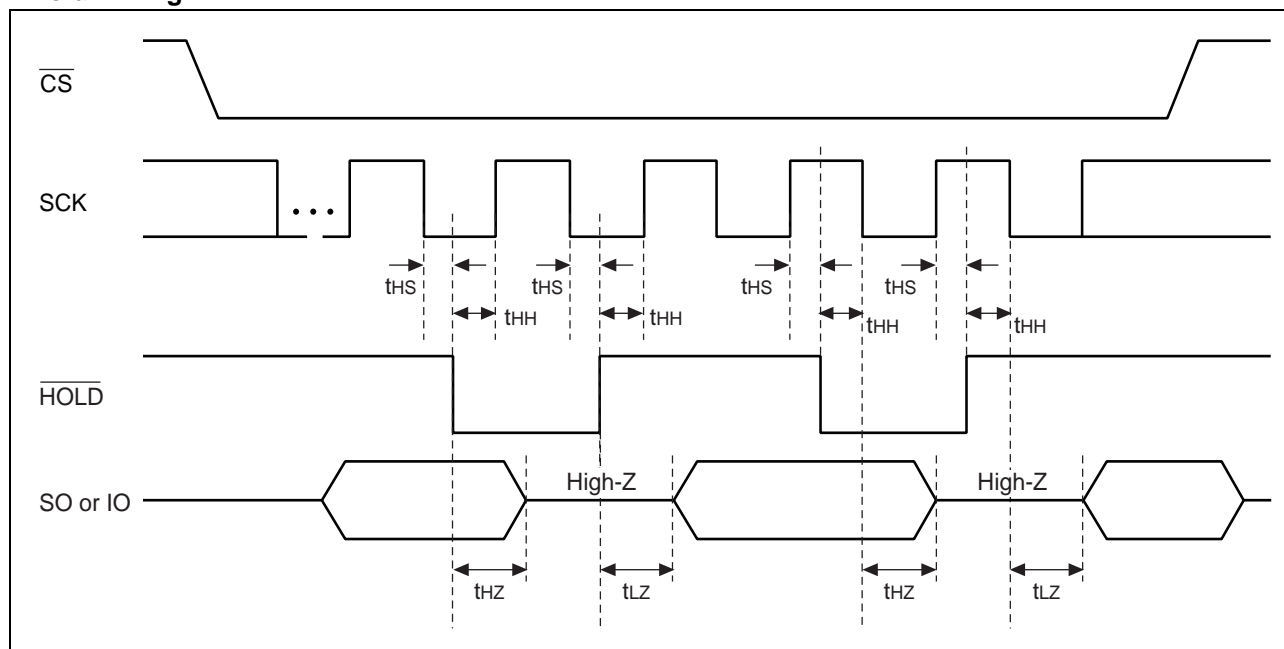 CS
SCK
...
tHS
tHS
tHS
tHS
tHH
tHH
tHH
tHH
HOLD
High-Z
High-Z
SO or IO
tHZ
tLZ
tHZ
tLZ